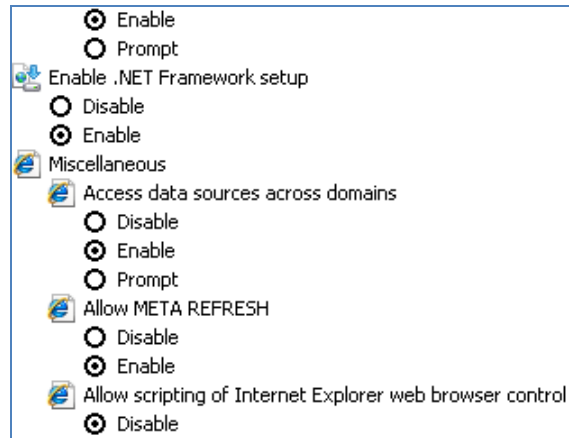 Enable
Prompt
Enable .NET Framework setup
Disable
Enable
Miscellaneous
Access data sources across domains
Disable
Enable
Prompt
Allow META REFRESH
Disable
Enable
Allow scripting of Internet Explorer web browser control
Disable